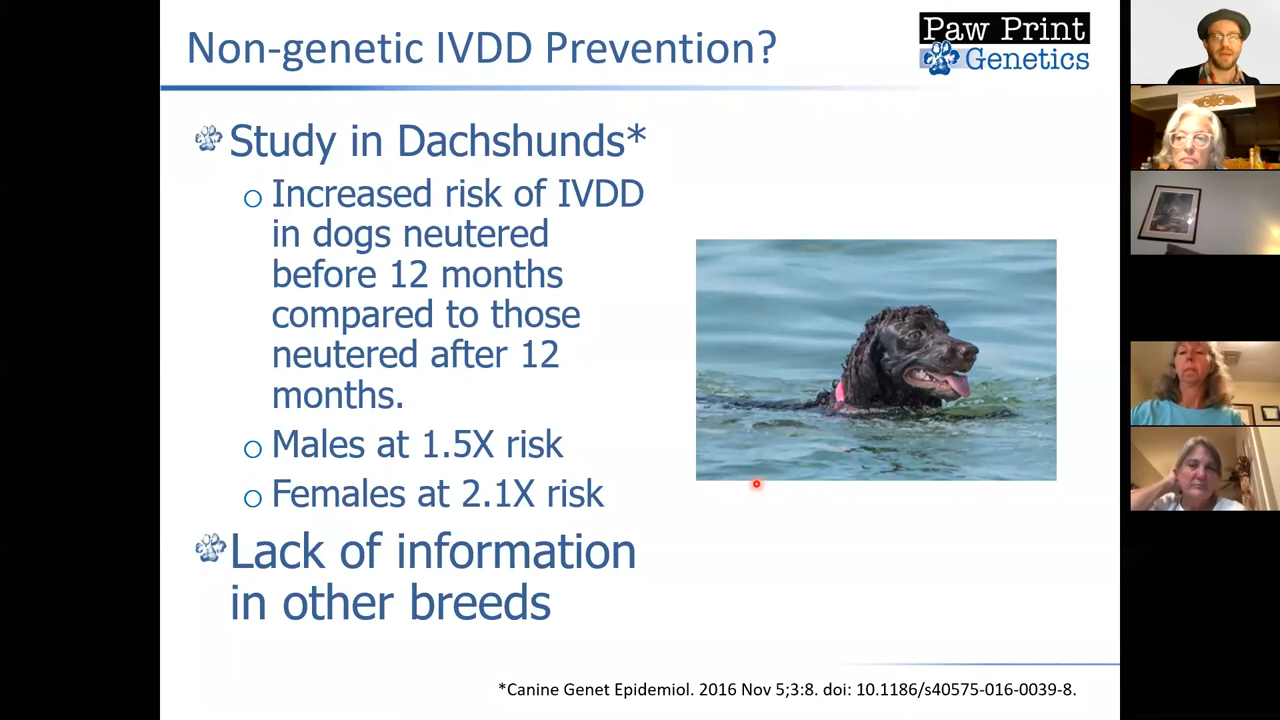 Non-genetic IVDD Prevention?
Paw Print
Genetics
Study in Dachshunds*
Increased risk of IVDD
in dogs neutered
before 12 months
compared to those
neutered after 12
months.
Males at 1.5X risk
Females at 2.1X risk
Lack of information
in other breeds
*Canine Genet Epidemiol. 2016 Nov 5;3:8. doi: 10.1186/s40575-016-0039-8.